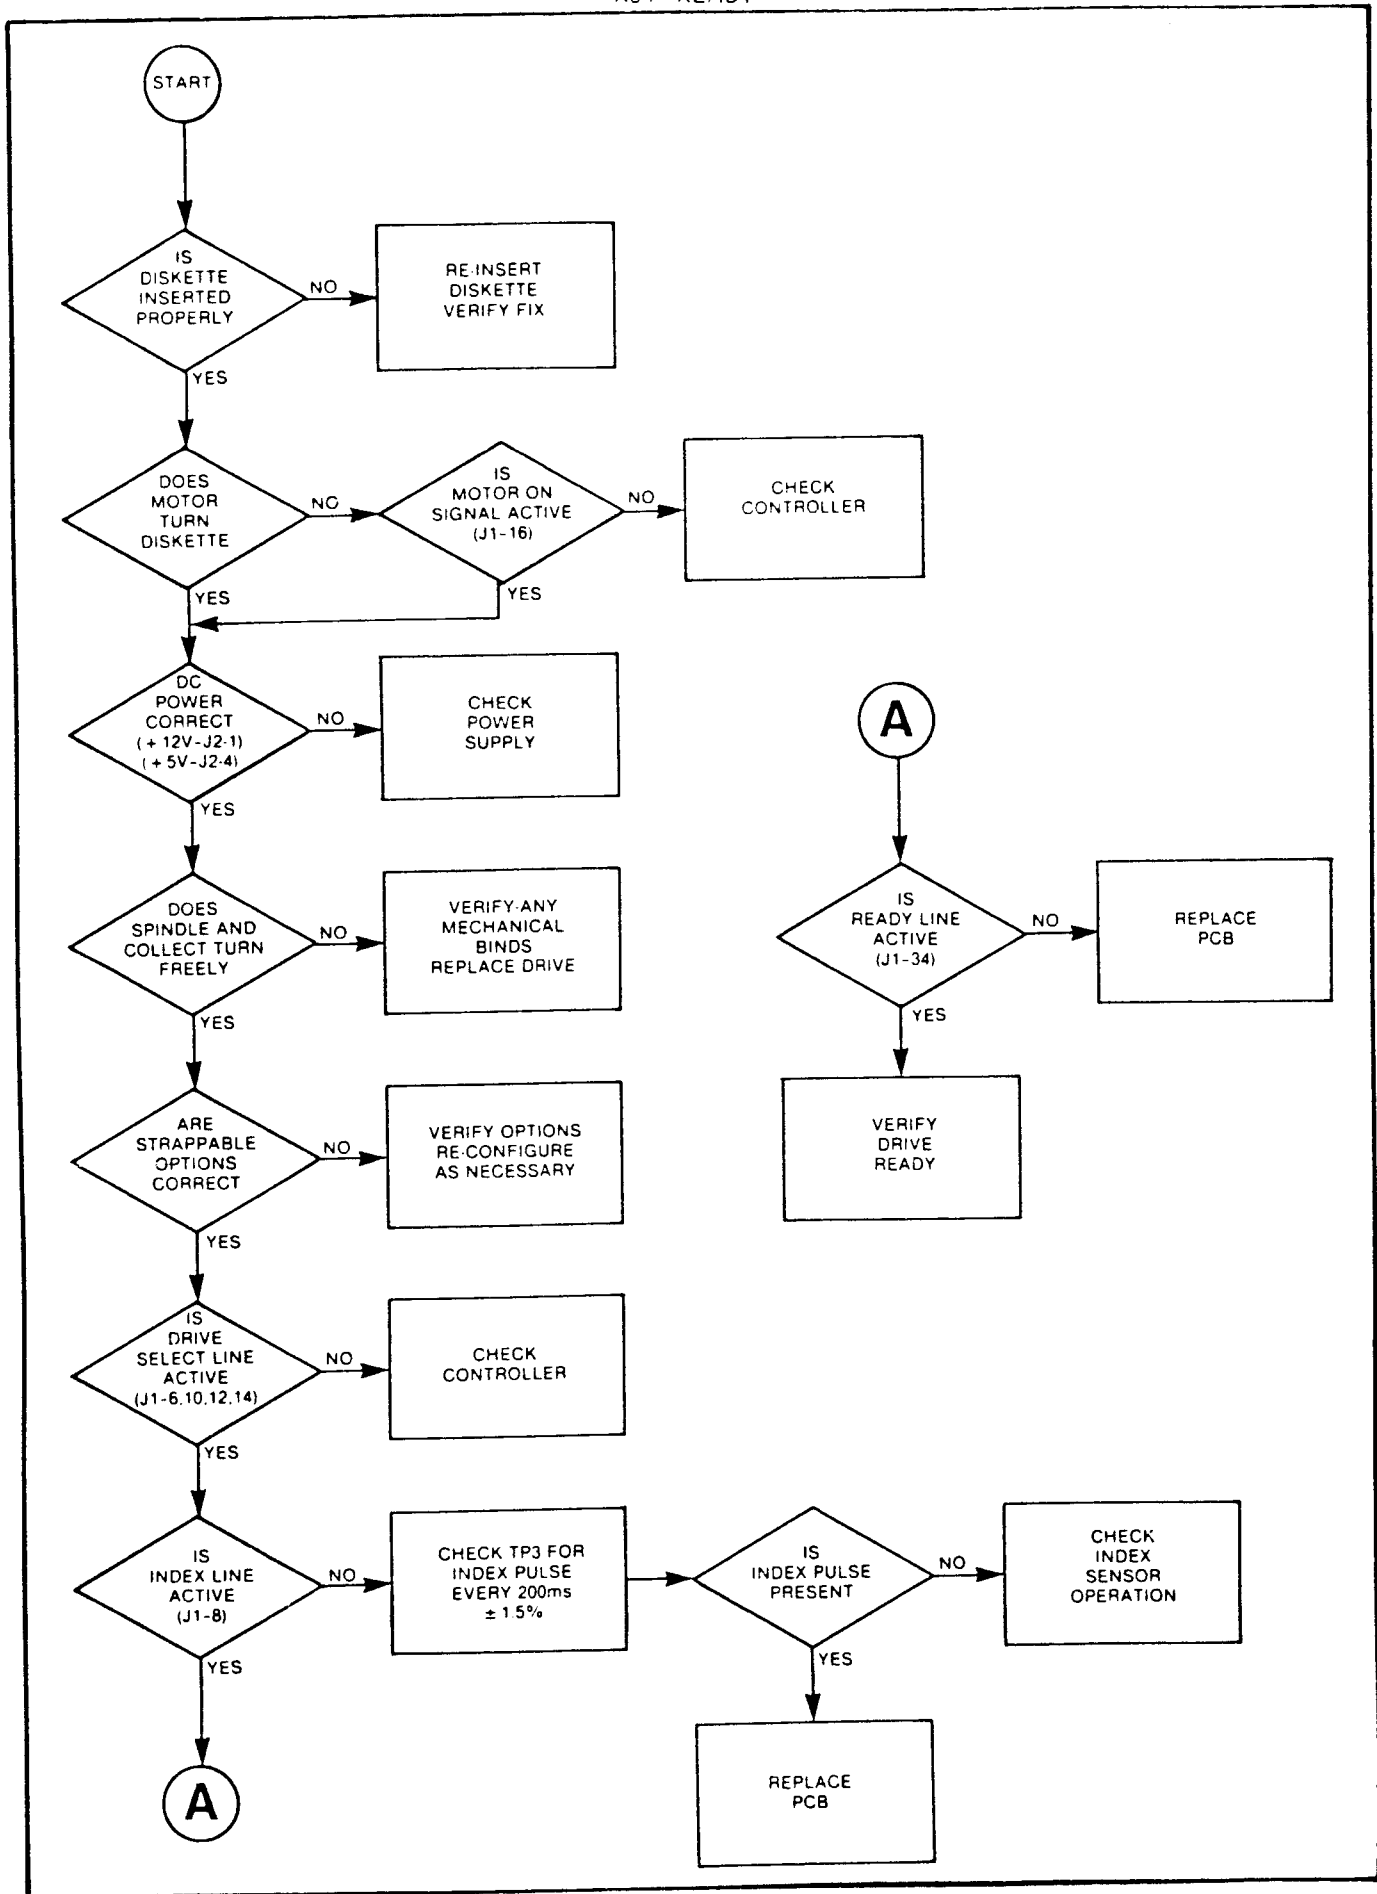 START
IS
DISKETTE
INSERTED
PROPERLY
NO
RE-INSERT
DISKETTE
VERIFY FIX
YES
DOES
MOTOR
TURN
DISKETTE
NO
IS
MOTOR ON
SIGNAL ACTIVE
(J1-16)
NO
CHECK
CONTROLLER
YES
YES
DC
POWER
CORRECT
(+ 12V-J2-1)
(+ 5V-J2-4)
NO
CHECK
POWER
SUPPLY
YES
DOES
SPINDLE AND
COLLECT TURN
FREELY
NO
VERIFY-ANY
MECHANICAL
BINDS
REPLACE DRIVE
YES
ARE
STRAPPABLE
OPTIONS
CORRECT
NO
VERIFY OPTIONS
RE-CONFIGURE
AS NECESSARY
YES
IS
DRIVE
SELECT LINE
ACTIVE
(J1-6,10,12,14)
NO
CHECK
CONTROLLER
YES
IS
INDEX LINE
ACTIVE
(J1-8)
NO
CHECK TP3 FOR
INDEX PULSE
EVERY 200ms
± 1.5%
IS
INDEX PULSE
PRESENT
NO
CHECK
INDEX
SENSOR
OPERATION
YES
REPLACE
PCB
YES
A
A
IS
READY LINE
ACTIVE
(J1-34)
NO
REPLACE
PCB
YES
VERIFY
DRIVE
READY